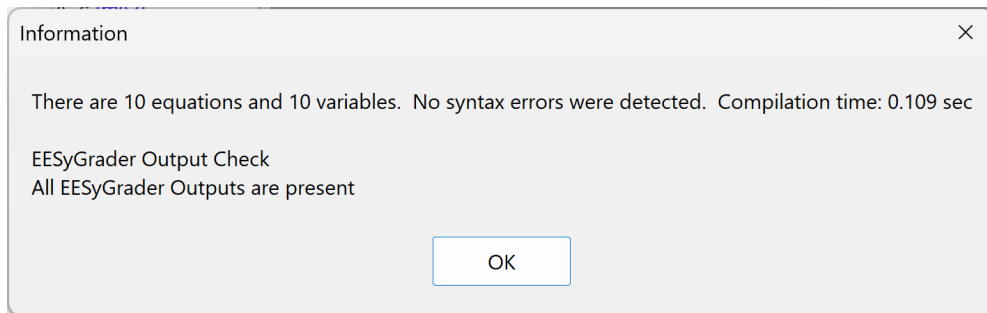 Information
There are 10 equations and 10 variables.  No syntax errors were detected.  Compilation time: 0.109 sec
EESyGrader Output Check
All EESyGrader Outputs are present
OK